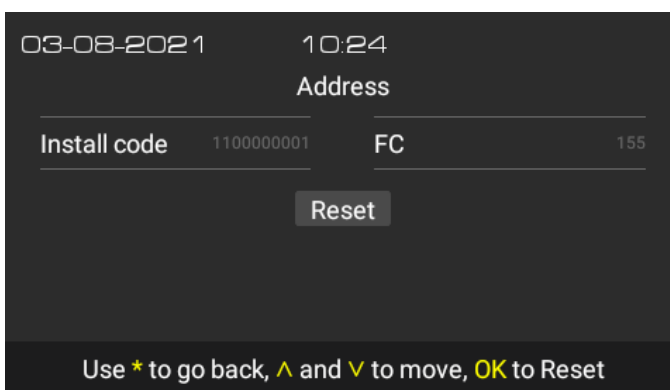 03-08-2021 10:24
Address
Install code 1100000001 FC 155
Reset
Use * to go back, ∧ and ∨ to move, OK to Reset